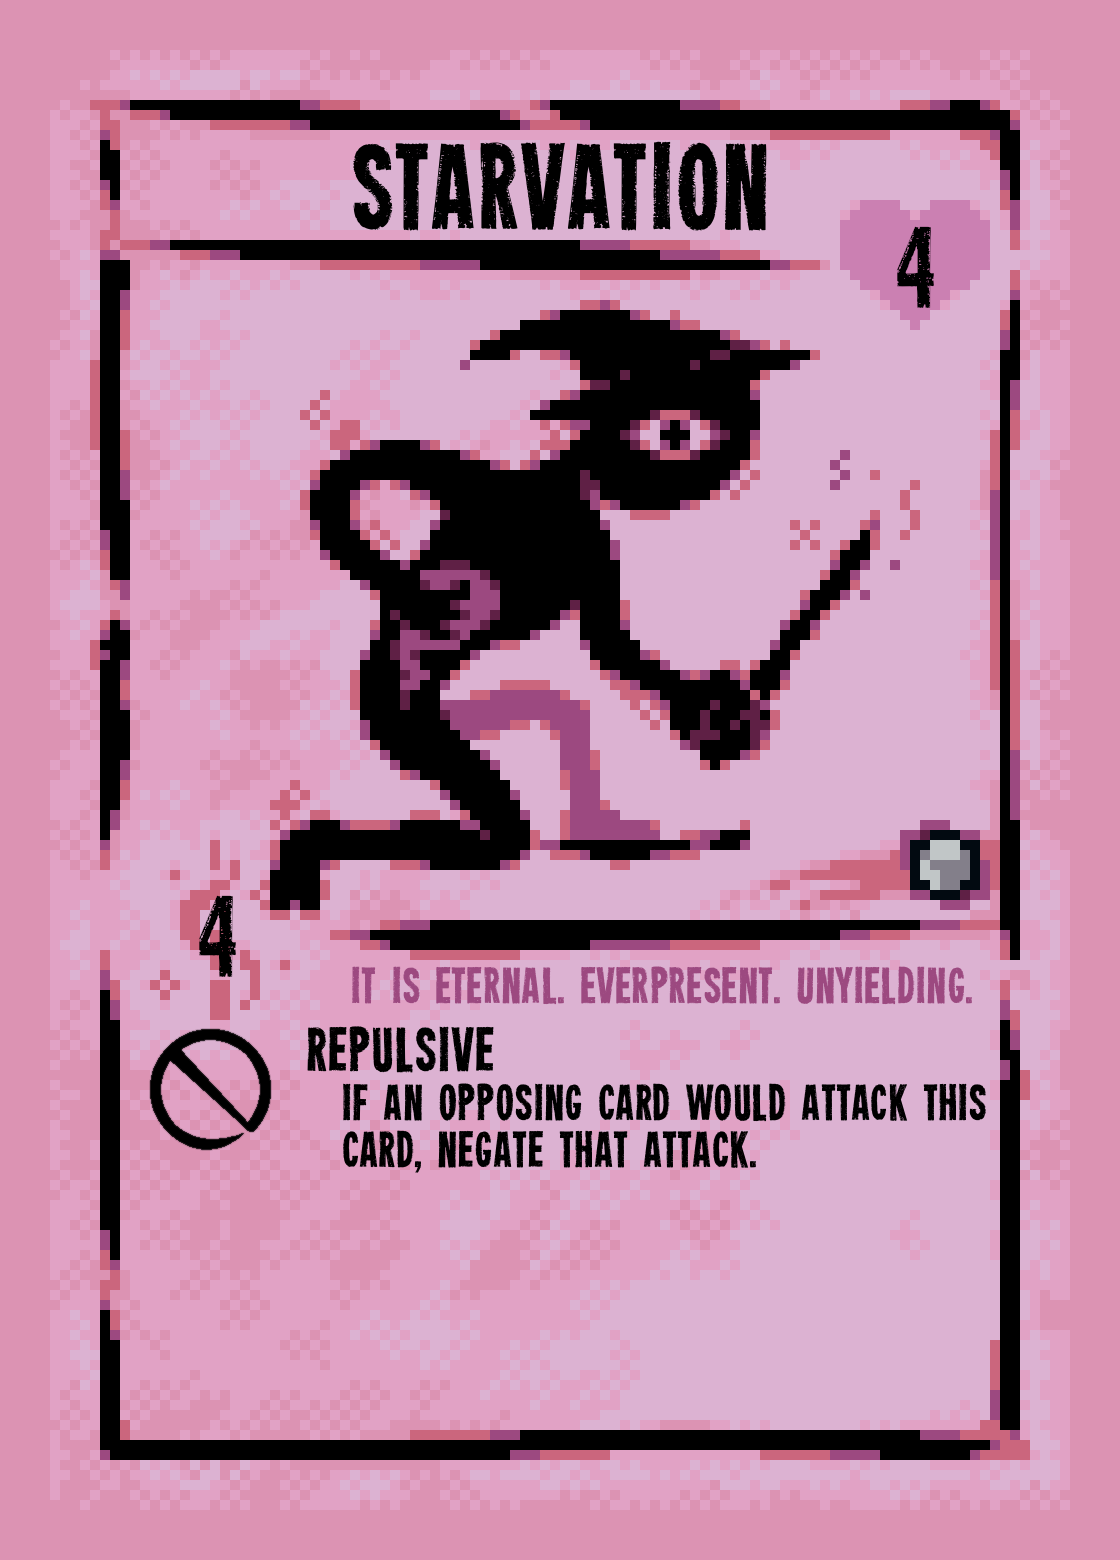 STARVATION
4
4
IT IS ETERNAL. EVERPRESENT. UNYIELDING.
REPULSIVE
IF AN OPPOSING CARD WOULD ATTACK THIS
CARD, NEGATE THAT ATTACK.